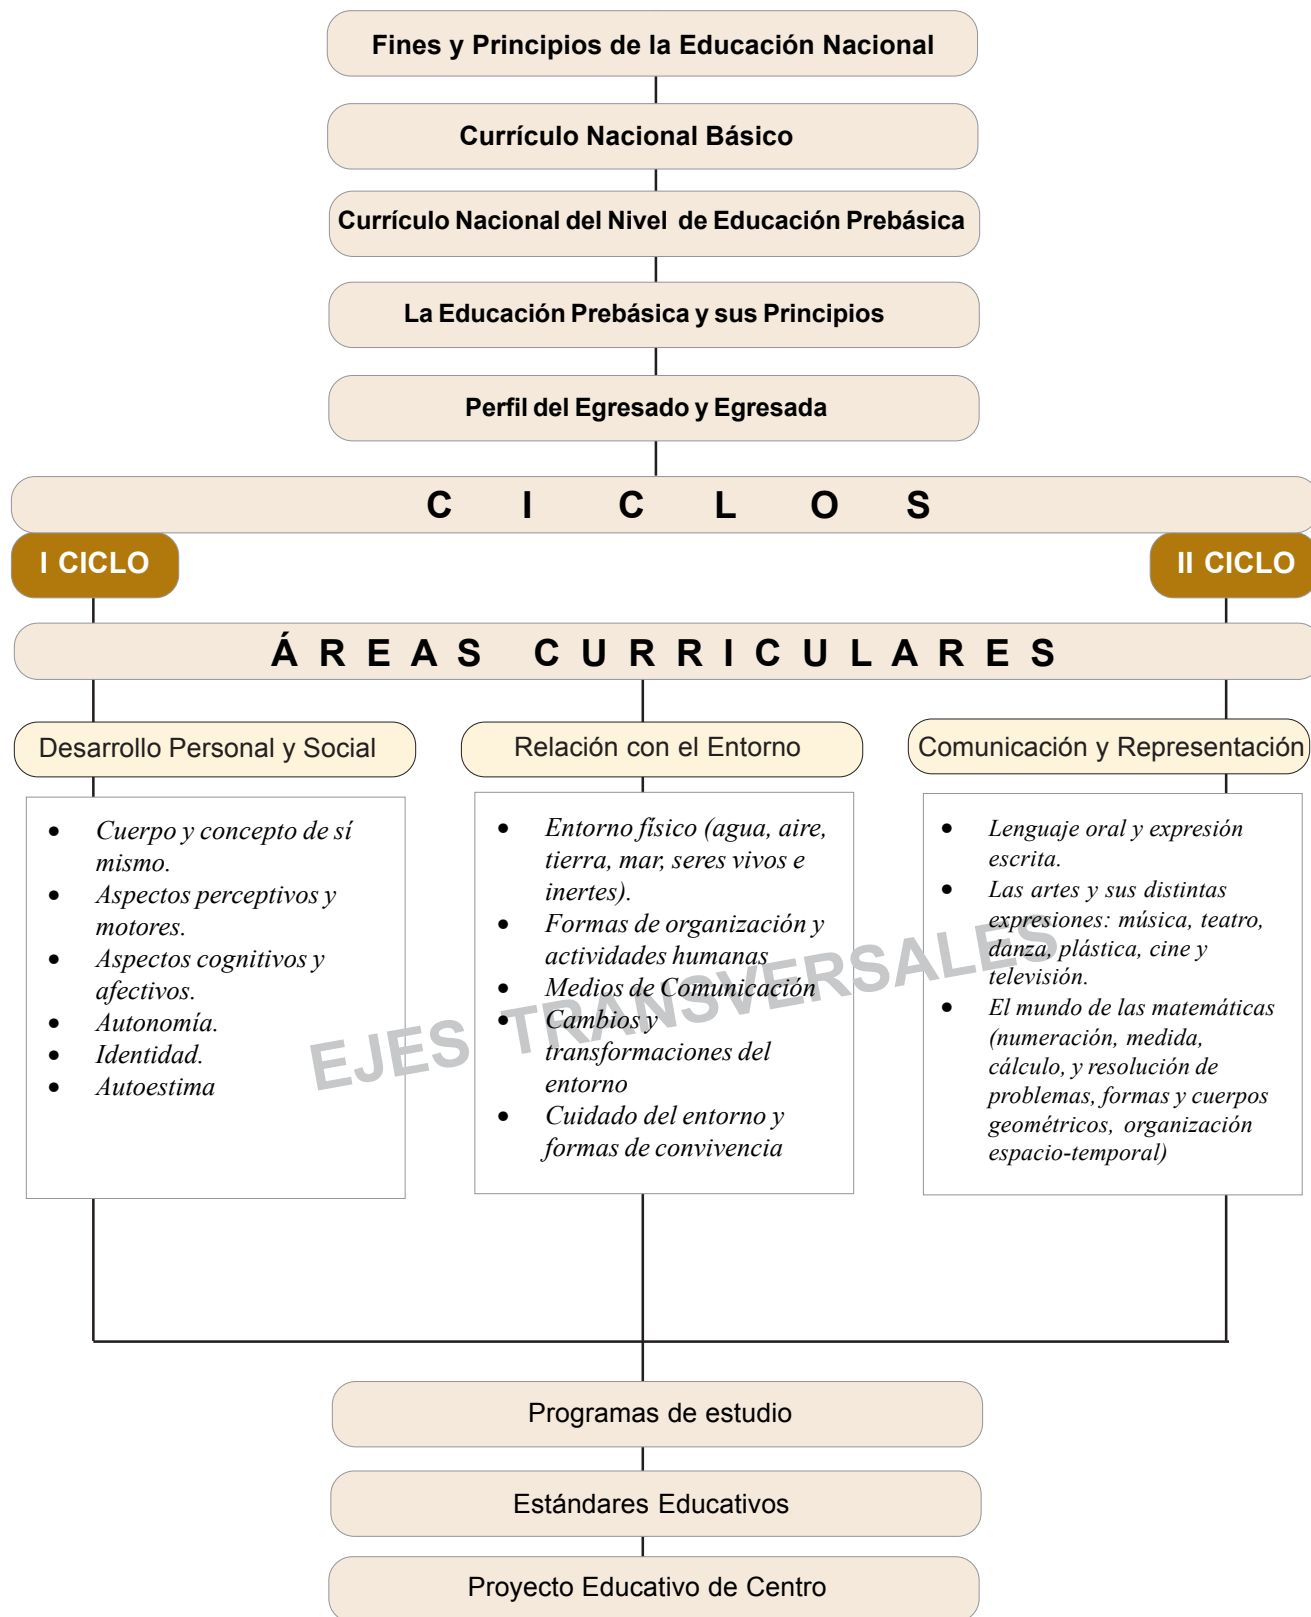 Fines y Principios de la Educación Nacional
Currículo Nacional Básico
Currículo Nacional del Nivel de Educación Prebásica
La Educación Prebásica y sus Principios
Perfil del Egresado y Egresada
C I C L O S
I CICLO
II CICLO
ÁREAS CURRICULARES
Desarrollo Personal y Social
• Cuerpo y concepto de sí
mismo.
• Aspectos perceptivos y
motores.
• Aspectos cognitivos y
afectivos.
• Autonomía.
• Identidad.
• Autoestima
Relación con el Entorno
• Entorno físico (agua, aire,
tierra, mar, seres vivos e
inertes).
• Formas de organización y
actividades humanas
• Medios de Comunicación
• Cambios y
transformaciones del
entorno
• Cuidado del entorno y
formas de convivencia
Comunicación y Representación
• Lenguaje oral y expresión
escrita.
• Las artes y sus distintas
expresiones: música, teatro,
danza, plástica, cine y
televisión.
• El mundo de las matemáticas
(numeración, medida,
cálculo, y resolución de
problemas, formas y cuerpos
geométricos, organización
espacio-temporal)
EJES TRANSVERSALES
Programas de estudio
Estándares Educativos
Proyecto Educativo de Centro